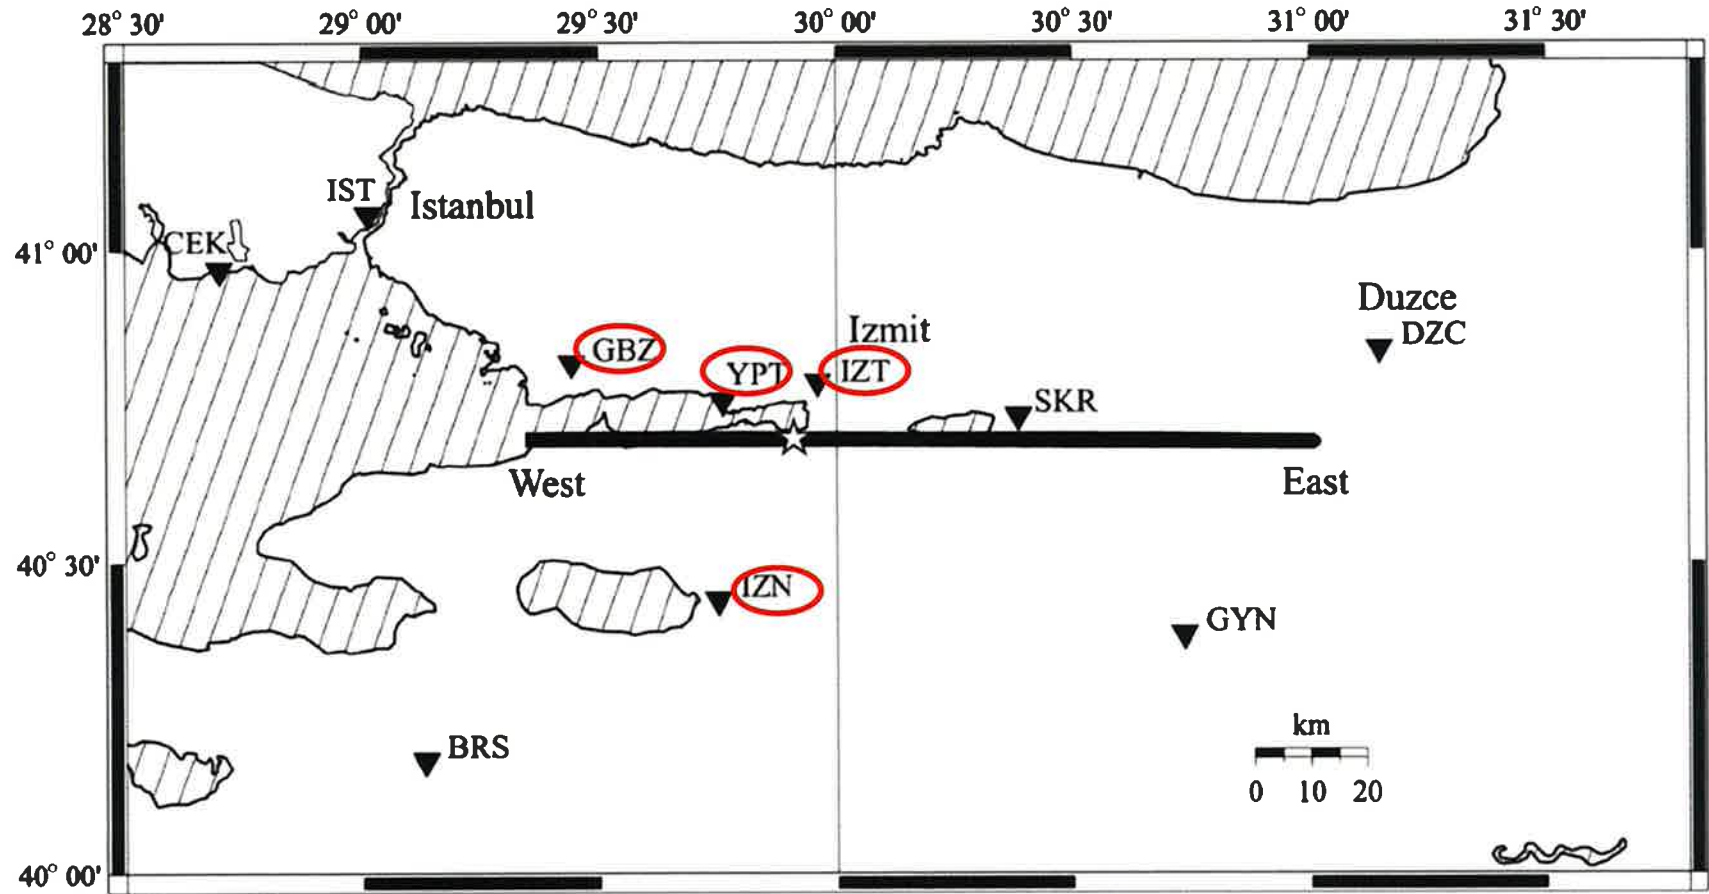 28° 30' 29° 00' 29° 30' 30° 00' 30° 30' 31° 00' 31° 30'
IST
Istanbul
CEK
41° 00'
Duzce
Izmit
DZC
GBZ
YPT
IZT
SKR
West
East
40° 30'
IZN
GYN
km
BRS
0 10 20
40° 00'